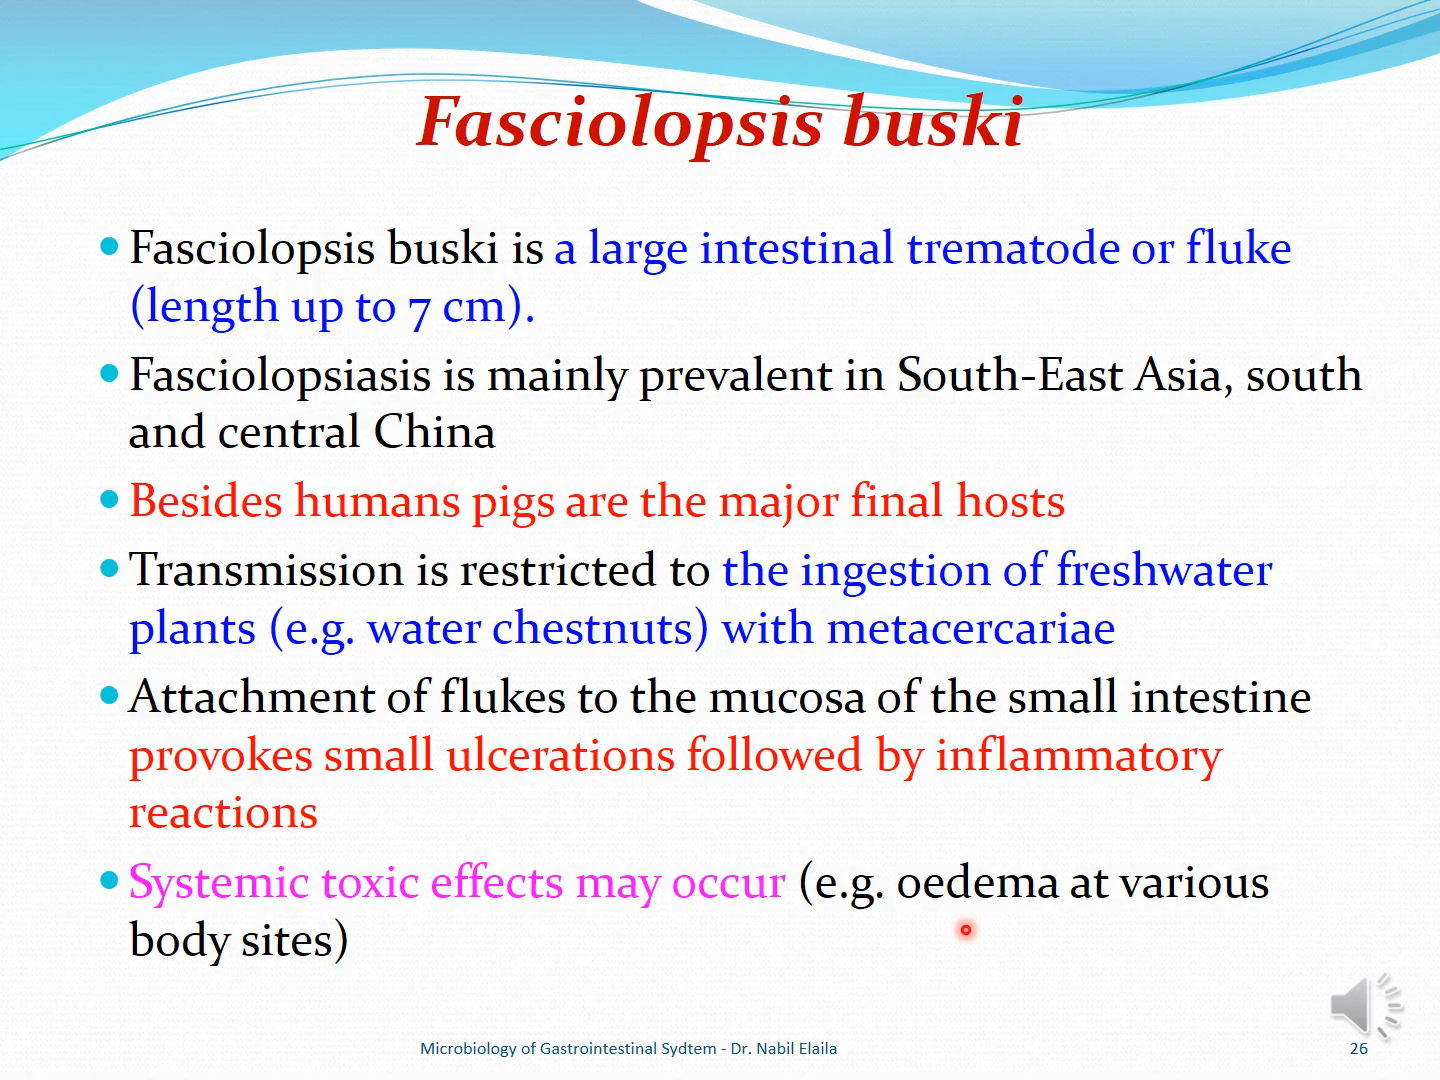 Fasciolopsis buski
• Fasciolopsis buski is a large intestinal trematode or fluke
(length up to 7 cm).
• Fasciolopsiasis is mainly prevalent in South-East Asia, south
and central China
• Besides humans pigs are the major final hosts
• Transmission is restricted to the ingestion of freshwater
plants (e.g. water chestnuts) with metacercariae
• Attachment of flukes to the mucosa of the small intestine
provokes small ulcerations followed by inflammatory
reactions
• Systemic toxic effects may occur (e.g. oedema at various
body sites)
Microbiology of Gastrointestinal Sydtem - Dr. Nabil Elaila
26